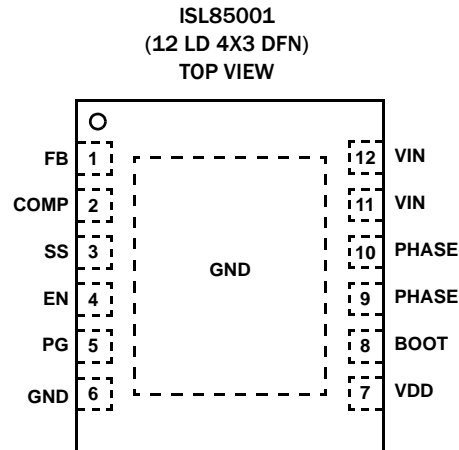 ISL85001
(12 LD 4X3 DFN)
TOP VIEW
FB 1 12 VIN
COMP 2 11 VIN
SS 3 10 PHASE
GND
EN 4 9 PHASE
PG 5 8 BOOT
GND 6 7 VDD